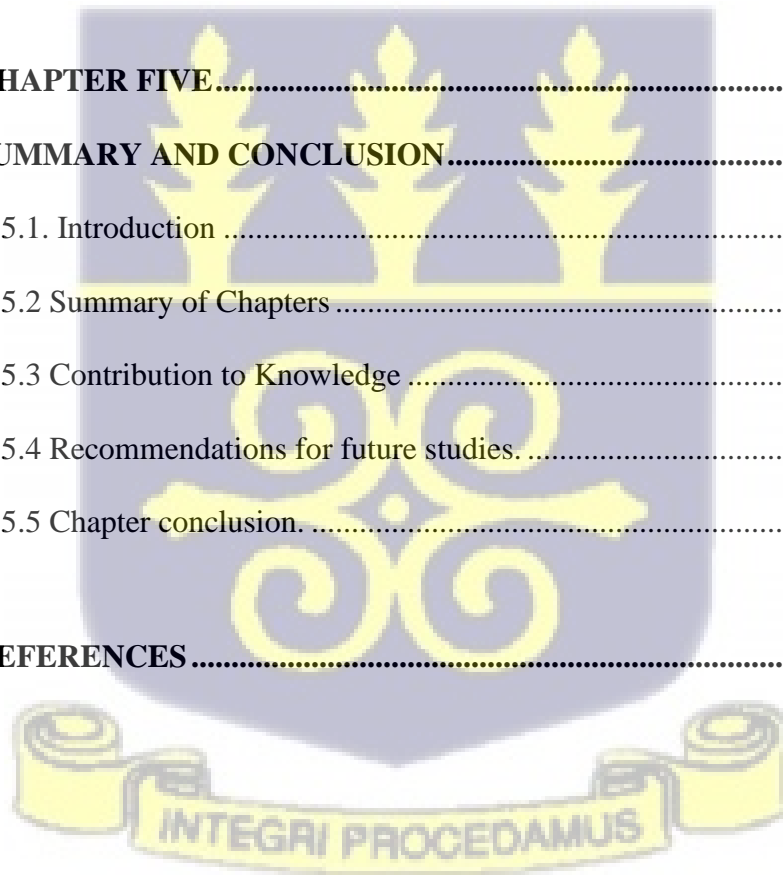 HAPTER FIVE....................................................................
UMMARY AND CONCLUSION.........................................
5.1. Introduction ...................................................................
5.2 Summary of Chapters .....................................................
5.3 Contribution to Knowledge ............................................
5.4 Recommendations for future studies. ..............................
5.5 Chapter conclusion. ........................................................
EFERENCES .......................................................................
INTEGRI PROCEDAMUS